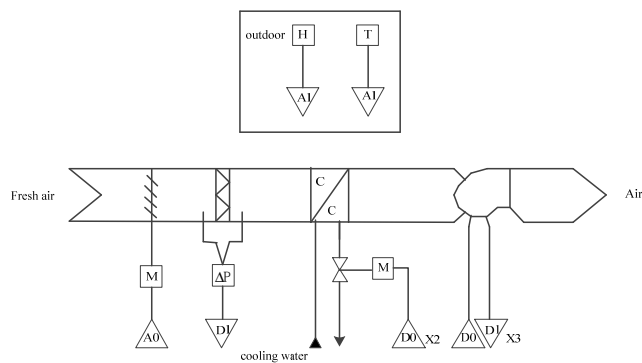 outdoor H T
AI AI
Fresh air C C Air
M ΔP M
A0 DI D0 X2 D0 DI X3
cooling water